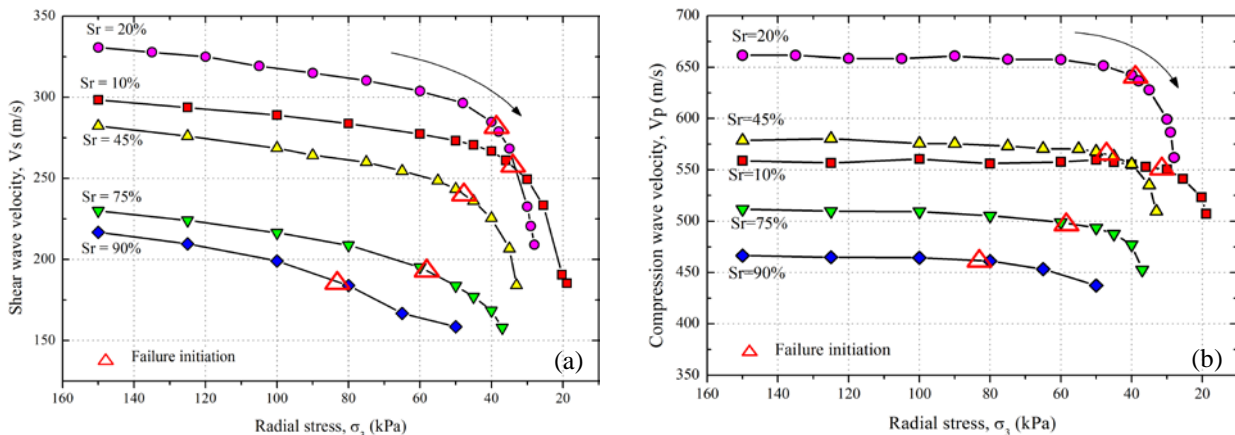 350
300
250
200
150
Shear wave velocity, Vs (m/s)
Sr = 20%
Sr = 10%
Sr = 45%
Sr = 75%
Sr = 90%
Failure initiation
(a)
160 140 120 100 80 60 40 20
Radial stress, σ3 (kPa)
700
650
600
550
500
450
400
350
Compression wave velocity, Vp (m/s)
Sr=20%
Sr=45%
Sr=10%
Sr=75%
Sr=90%
Failure initiation
(b)
160 140 120 100 80 60 40 20
Radial stress, σ3 (kPa)